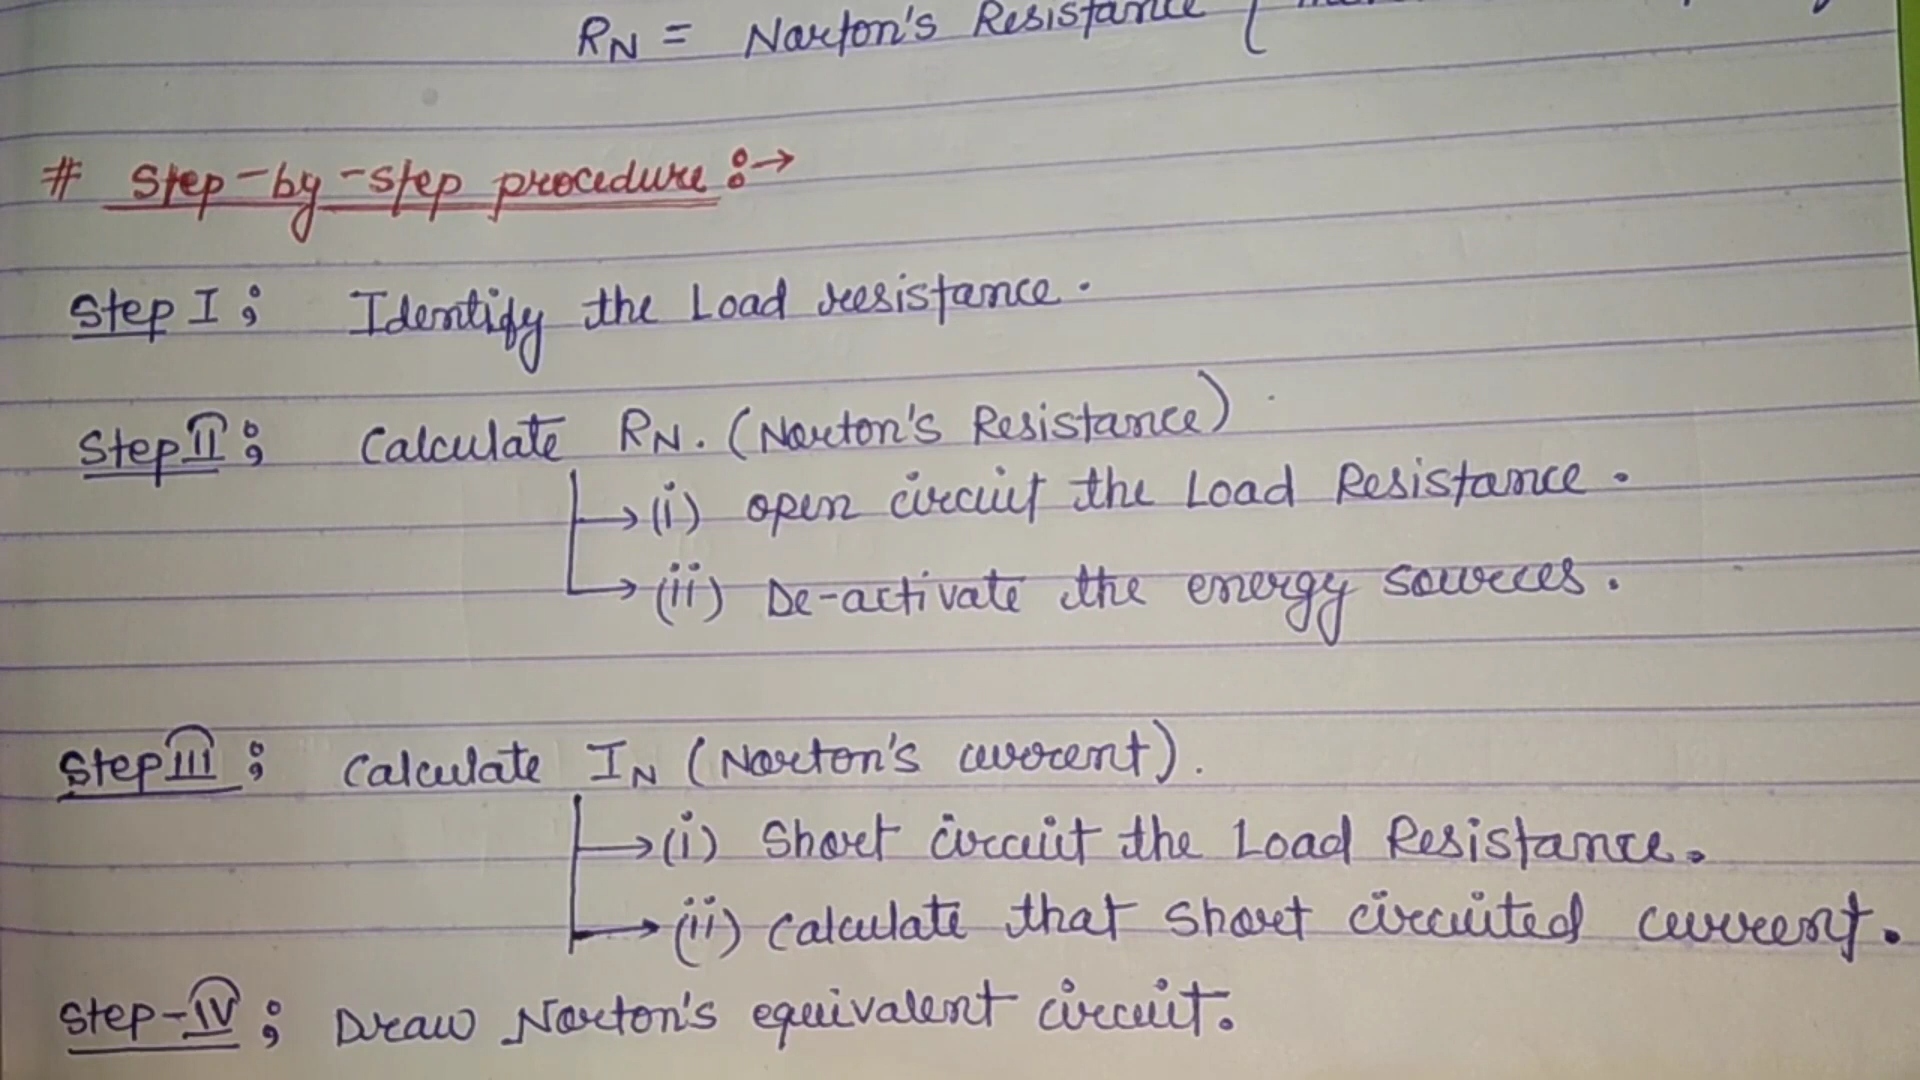 RN = Norton's Resistance (
# Step-by-step procedure :→
Step I ; Identify the Load resistance.
Step II ; Calculate RN. (Norton's Resistance)
→(i) open circuit the Load Resistance.
→(ii) De-activate the energy sources.
Step III ; Calculate IN (Norton's current).
→(i) Short circuit the Load Resistance.
→(ii) Calculate that short circuited current.
Step-IV ; Draw Norton's equivalent circuit.